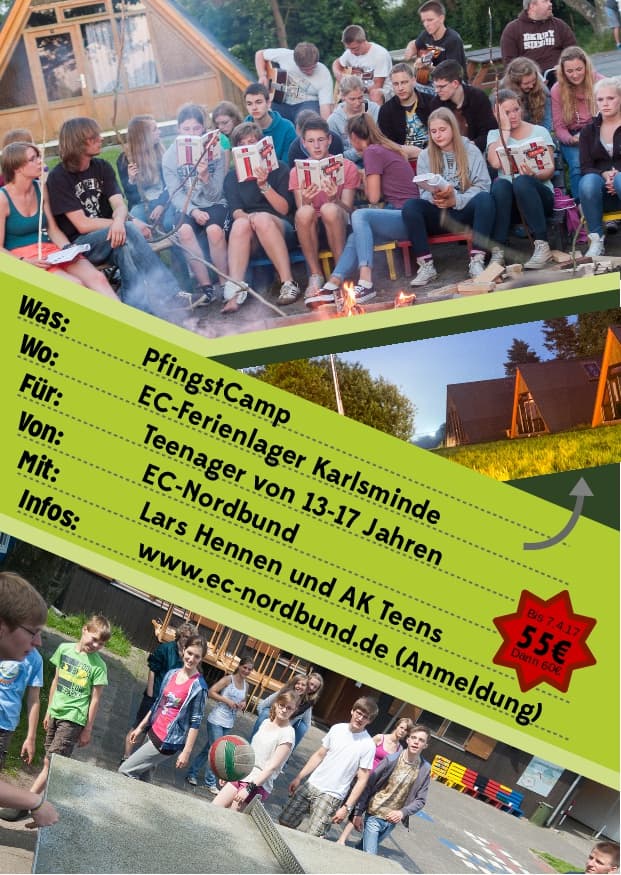 Was: PfingstCamp
Wo: EC-Ferienlager Karlsminde
Für: Teenager von 13-17 Jahren
Von: EC-Nordbund
Mit: Lars Hennen und AK Teens
Infos: www.ec-nordbund.de (Anmeldung)
Bis 7.4.17
55€
Dann 60€